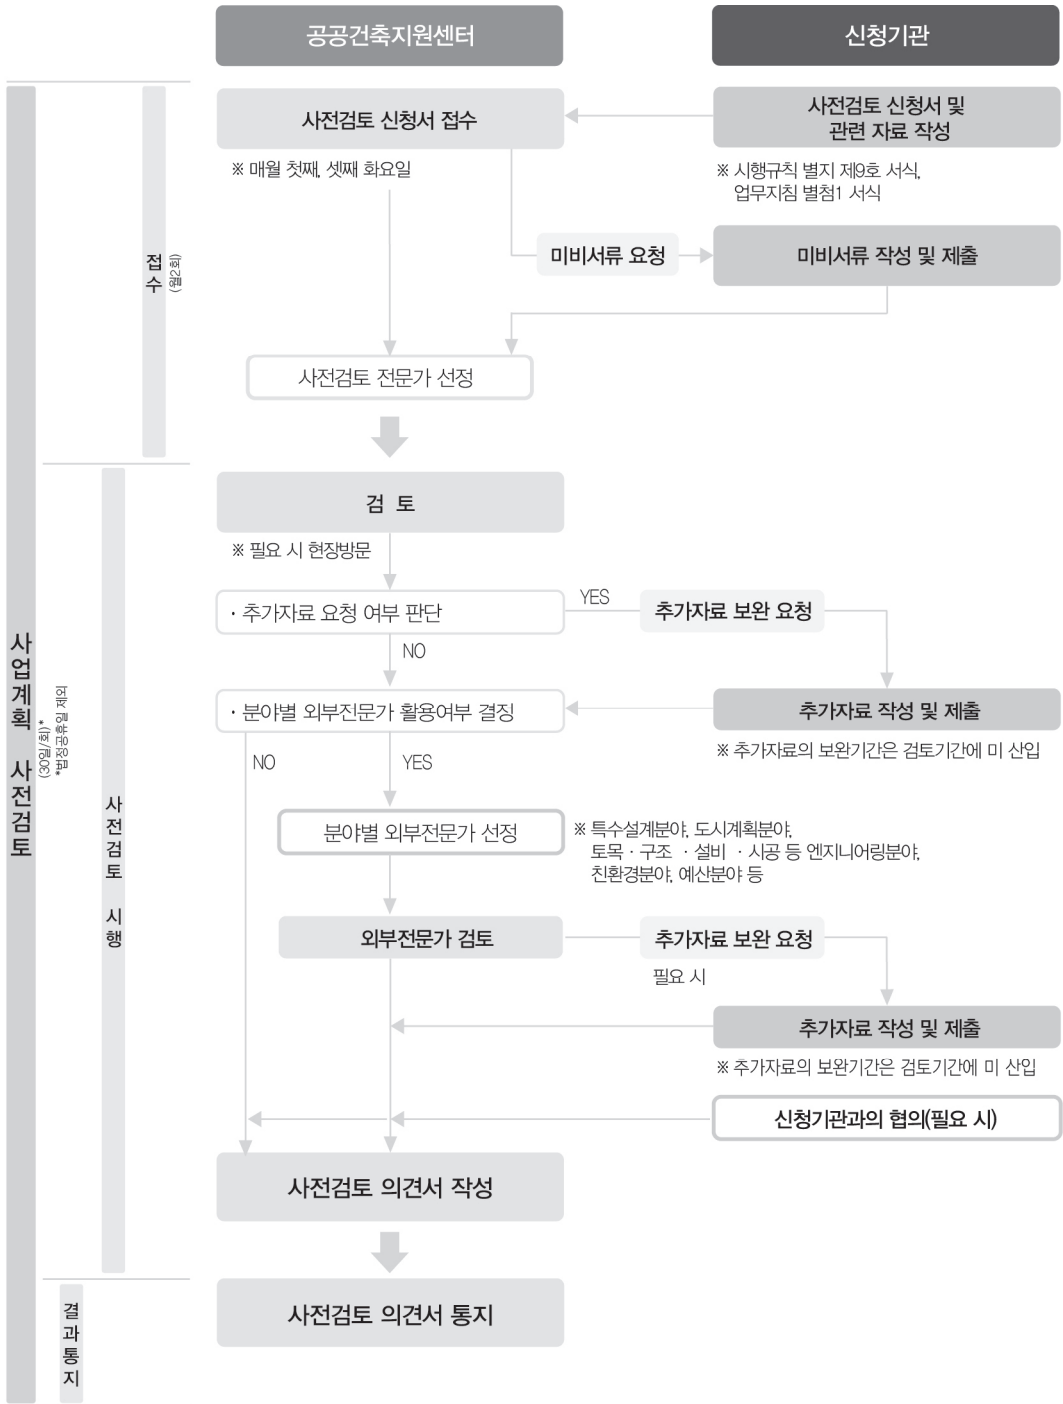 공공건축지원센터
신청기관
사전검토 신청서 접수
사전검토 신청서 및
관련 자료 작성
※ 매월 첫째, 셋째 화요일
※ 시행규칙 별지 제9호 서식,
업무지침 별첨1 서식
미비서류 요청
미비서류 작성 및 제출
접수
(월2회)
사전검토 전문가 선정
검 토
※ 필요 시 현장방문
· 추가자료 요청 여부 판단
YES
추가자료 보완 요청
NO
사업계획 사전검토
(30일/회)*
*법정공휴일 제외
· 분야별 외부전문가 활용여부 결징
추가자료 작성 및 제출
※ 추가자료의 보완기간은 검토기간에 미 산입
NO
YES
사전검토 시행
분야별 외부전문가 선정
※ 특수설계분야, 도시계획분야,
토목 · 구조 · 설비 · 시공 등 엔지니어링분야,
친환경분야, 예산분야 등
외부전문가 검토
추가자료 보완 요청
필요 시
추가자료 작성 및 제출
※ 추가자료의 보완기간은 검토기간에 미 산입
신청기관과의 협의(필요 시)
사전검토 의견서 작성
사전검토 의견서 통지
결과통지